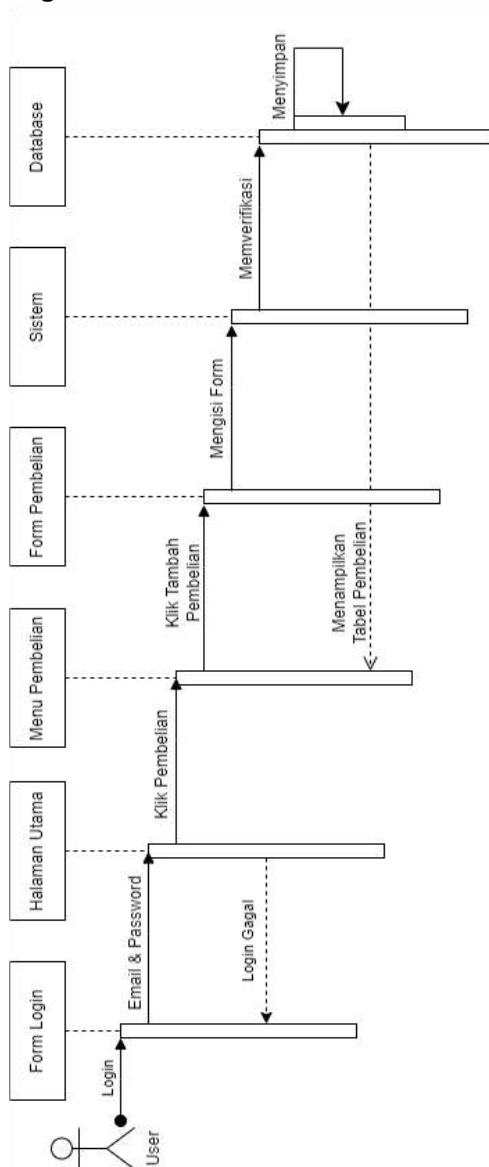 User
Form Login
Halaman Utama
Menu Pembelian
Form Pembelian
Sistem
Database
Login
Email & Password
Klik Pembelian
Klik Tambah
Pembelian
Mengisi Form
Memverifikasi
Menyimpan
Login Gagal
Menampilkan
Tabel Pembelian